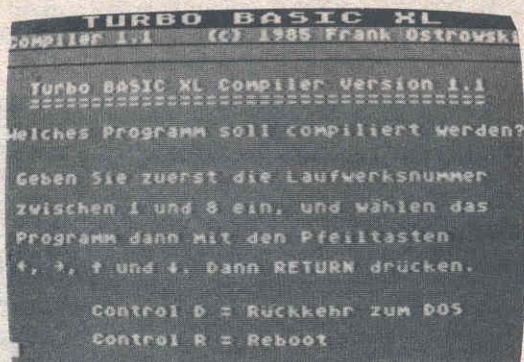 TURBO BASIC XL
Compiler 1.1 (c) 1985 Frank Ostrowski
Turbo BASIC XL Compiler Version 1.1
===================================
Welches Programm soll compiliert werden?
Geben Sie zuerst die Laufwerksnummer
zwischen 1 und 8 ein, und wählen das
Programm dann mit den Pfeiltasten
←, →, ↑ und ↓. Dann RETURN drücken.
Control D = Rückkehr zum DOS
Control R = Reboot